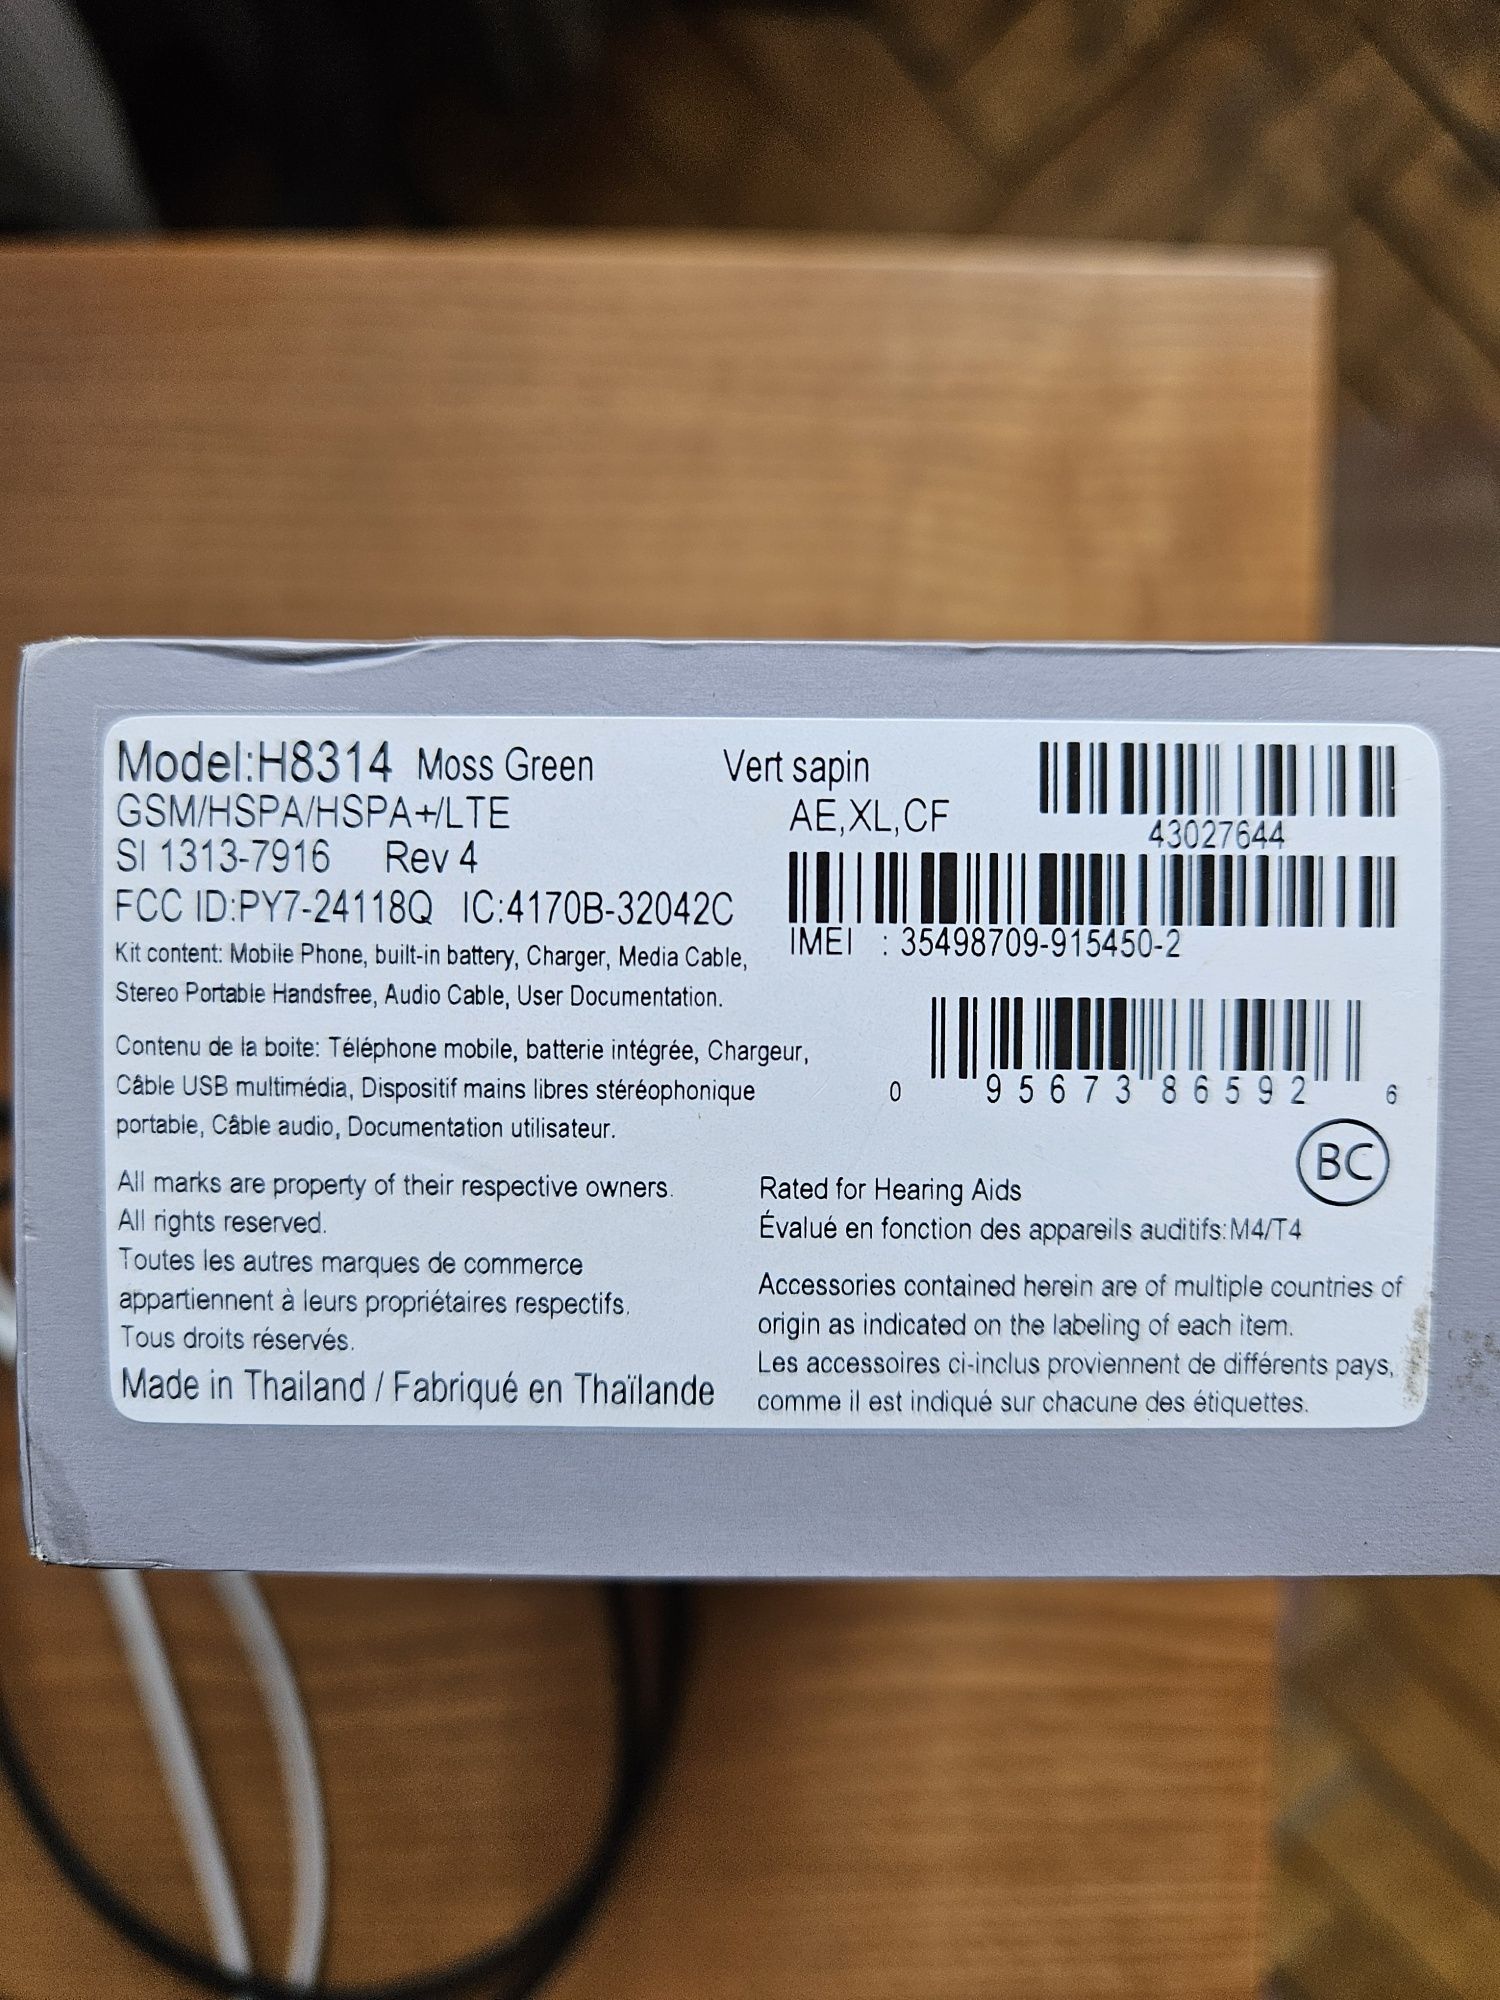 Model:H8314 Moss Green Vert sapin
GSM/HSPA/HSPA+/LTE AE,XL,CF
43027644
SI 1313-7916 Rev 4
FCC ID:PY7-24118Q IC:4170B-32042C
IMEI : 35498709-915450-2
Kit content: Mobile Phone, built-in battery, Charger, Media Cable,
Stereo Portable Handsfree, Audio Cable, User Documentation.
Contenu de la boite: Téléphone mobile, batterie intégrée, Chargeur,
Câble USB multimédia, Dispositif mains libres stéréophonique
portable, Câble audio, Documentation utilisateur.
0 95673 86592 6
BC
All marks are property of their respective owners.
All rights reserved.
Toutes les autres marques de commerce
appartiennent à leurs propriétaires respectifs.
Tous droits réservés.
Made in Thailand / Fabriqué en Thaïlande
Rated for Hearing Aids
Évalué en fonction des appareils auditifs:M4/T4
Accessories contained herein are of multiple countries of
origin as indicated on the labeling of each item.
Les accessoires ci-inclus proviennent de différents pays,
comme il est indiqué sur chacune des étiquettes.